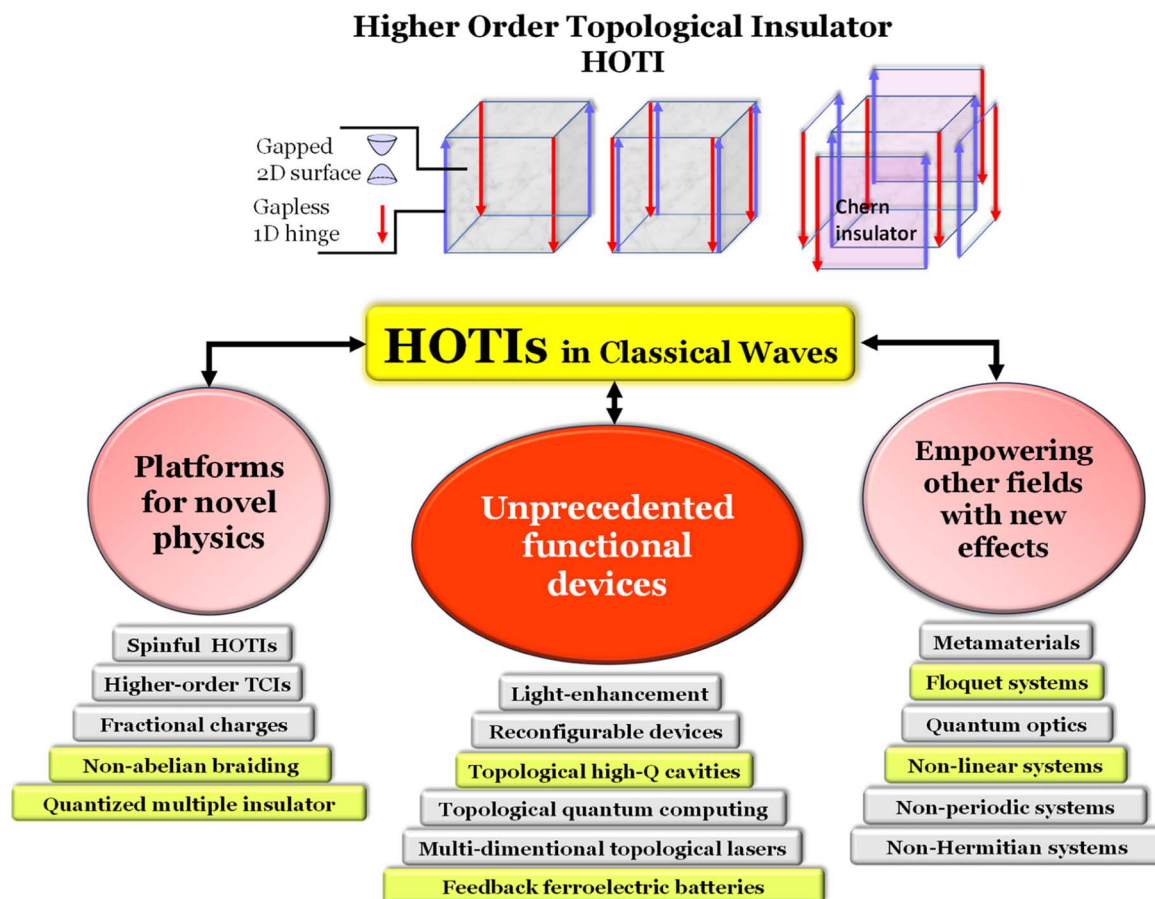 Higher Order Topological Insulator
HOTI
Gapped
2D surface
Gapless
1D hinge
Chern
insulator
HOTIs in Classical Waves
Platforms
for novel
physics
Spinful HOTIs
Higher-order TCIs
Fractional charges
Non-abelian braiding
Quantized multiple insulator
Unprecedented
functional
devices
Light-enhancement
Reconfigurable devices
Topological high-Q cavities
Topological quantum computing
Multi-dimentional topological lasers
Feedback ferroelectric batteries
Empowering
other fields
with new
effects
Metamaterials
Floquet systems
Quantum optics
Non-linear systems
Non-periodic systems
Non-Hermitian systems